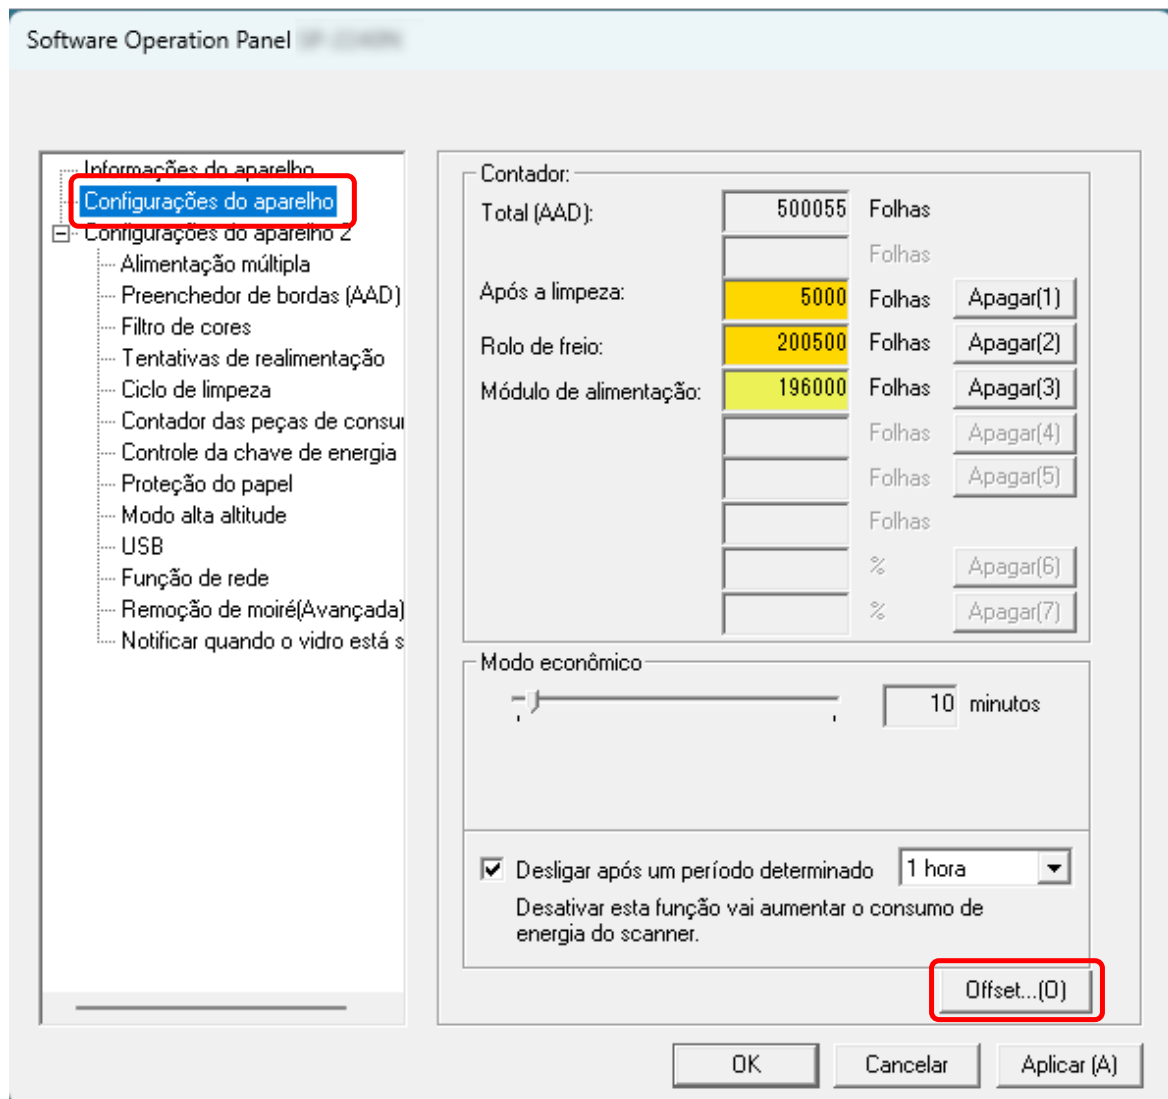 Software Operation Panel
Informações do aparelho
Configurações do aparelho
Configurações do aparelho 2
Alimentação múltipla
Preenchedor de bordas (AAD)
Filtro de cores
Tentativas de realimentação
Ciclo de limpeza
Contador das peças de consu
Controle da chave de energia
Proteção do papel
Modo alta altitude
USB
Função de rede
Remoção de moiré(Avançada)
Notificar quando o vidro está s
Contador:
Total (AAD): 500055 Folhas
Folhas
Após a limpeza: 5000 Folhas Apagar(1)
Rolo de freio: 200500 Folhas Apagar(2)
Módulo de alimentação: 196000 Folhas Apagar(3)
Folhas Apagar(4)
Folhas Apagar(5)
Folhas
% Apagar(6)
% Apagar(7)
Modo econômico
10 minutos
Desligar após um período determinado 1 hora
Desativar esta função vai aumentar o consumo de
energia do scanner.
Offset...(O)
OK Cancelar Aplicar (A)